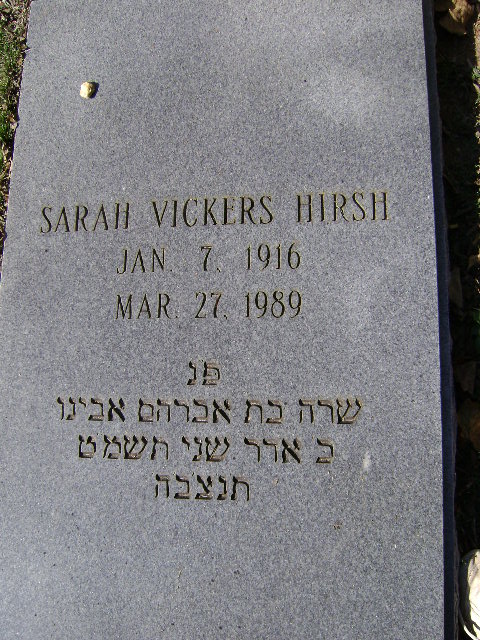 SARAH VICKERS HIRSH
JAN. 7, 1916
MAR. 27, 1989
פנ
שרה בת אברהם אבינו
ב אדר שני תשמט
תנצבה